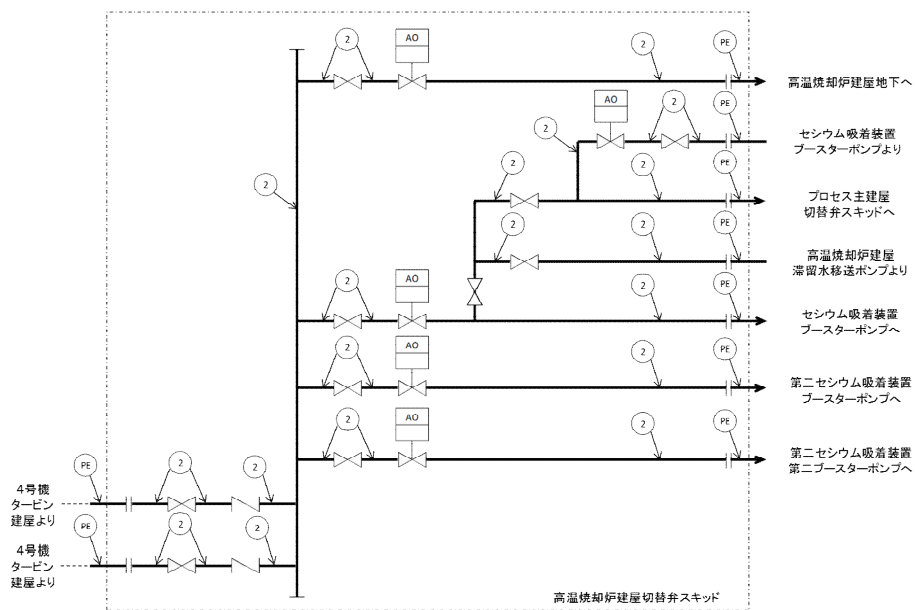 2
AO
2
PE
高温焼却炉建屋地下へ
AO
2
PE
2
セシウム吸着装置
ブースターポンプより
2
2
PE
プロセス主建屋
切替弁スキッドへ
2
2
2
PE
高温焼却炉建屋
滞留水移送ポンプより
2
AO
2
PE
セシウム吸着装置
ブースターポンプへ
2
AO
2
PE
第二セシウム吸着装置
ブースターポンプへ
2
AO
2
PE
第二セシウム吸着装置
第二ブースターポンプへ
PE
2
2
4号機
タービン
建屋より
PE
2
2
4号機
タービン
建屋より
高温焼却炉建屋切替弁スキッド